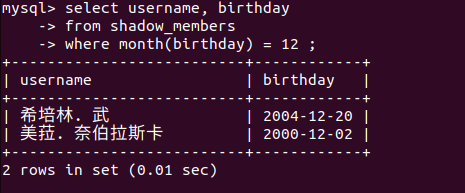 mysql> select username, birthday
    -> from shadow_members
    -> where month(birthday) = 12 ;
+--------------------------+------------+
| username                 | birthday   |
+--------------------------+------------+
| 希培林．武               | 2004-12-20 |
| 美菈．奈伯拉斯卡         | 2000-12-02 |
+--------------------------+------------+
2 rows in set (0.01 sec)